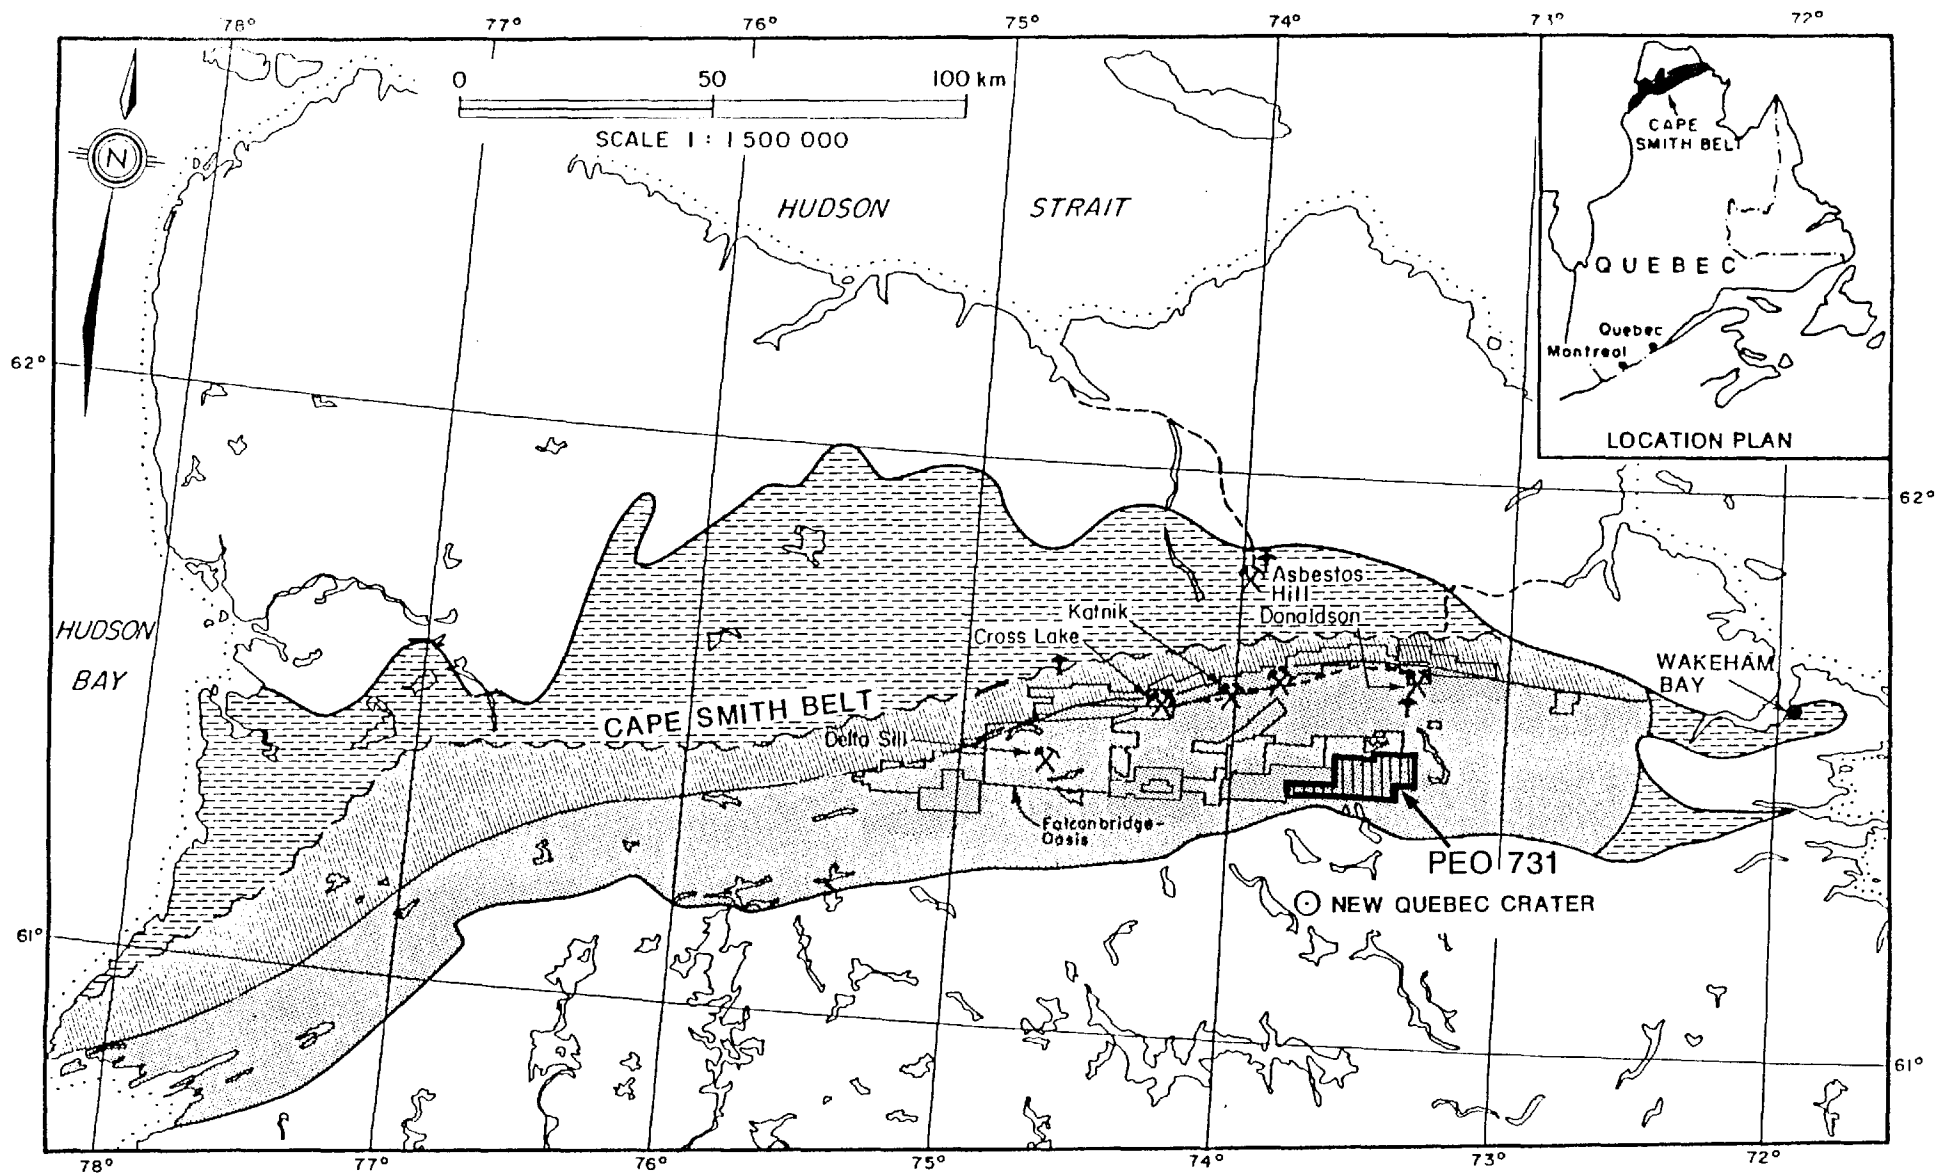 78° 77° 76° 75° 74° 73° 72°
0 50 100 km
SCALE 1 : 1 500 000
N
HUDSON STRAIT
CAPE
SMITH BELT
QUEBEC
Quebec
Montreal
LOCATION PLAN
62°
62°
Asbestos
Hill
Donaldson
Katnik
Cross Lake
HUDSON
BAY
WAKEHAM
BAY
CAPE SMITH BELT
Delta Sill
Falconbridge-
Oasis
PEO 731
NEW QUEBEC CRATER
61°
61°
78° 77° 76° 75° 74° 73° 72°